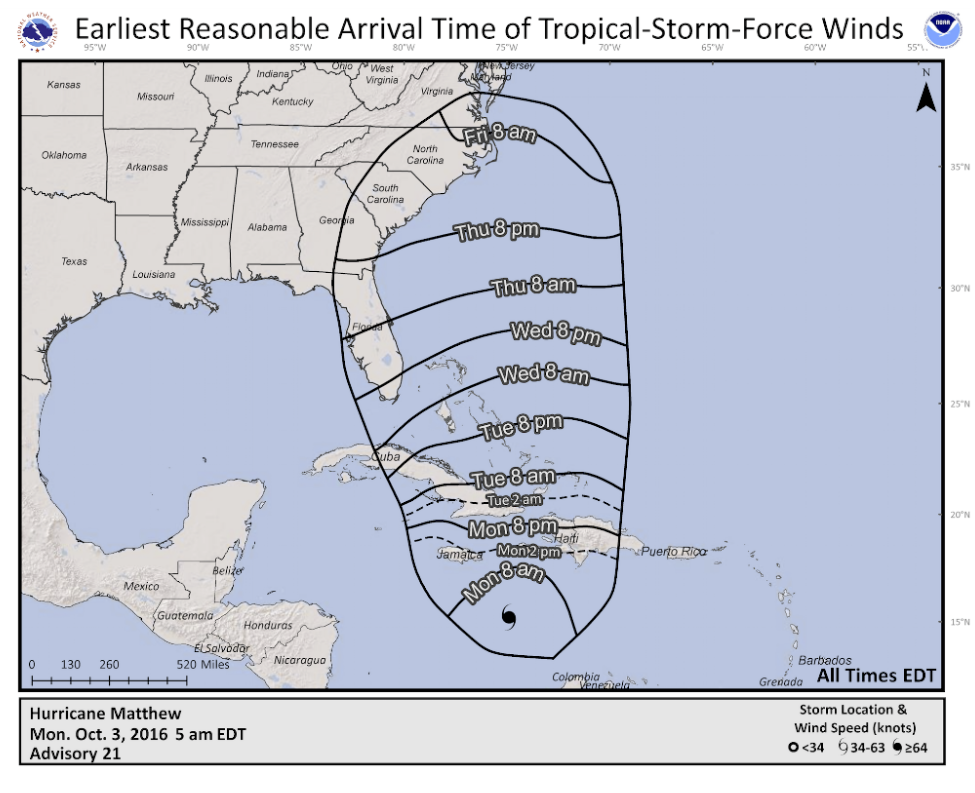 Earliest Reasonable Arrival Time of Tropical-Storm-Force Winds
NATIONAL WEATHER SERVICE
NOAA
95°W 90°W 85°W 80°W 75°W 70°W 65°W 60°W 55°
N
Kansas
Missouri
Illinois
Indiana
Ohio
West
Virginia
New Jersey
Maryland
Virginia
Kentucky
Fri 8 am
Oklahoma
Arkansas
Tennessee
North
Carolina
35°N
South
Carolina
Mississippi
Alabama
Georgia
Thu 8 pm
Texas
Louisiana
Thu 8 am
30°N
Florida
Wed 8 pm
Wed 8 am
25°N
Tue 8 pm
Cuba
Tue 8 am
Tue 2 am
20°N
Mon 8 pm
Haiti
Jamaica
Mon 2 pm
Puerto Rico
Mon 8 am
Belize
Mexico
Guatemala
Honduras
15°N
El Salvador
Nicaragua
0 130 260 520 Miles
Colombia
Venezuela
Barbados
Grenada
All Times EDT
Hurricane Matthew
Mon. Oct. 3, 2016 5 am EDT
Advisory 21
Storm Location &
Wind Speed (knots)
<34 34-63 ≥64